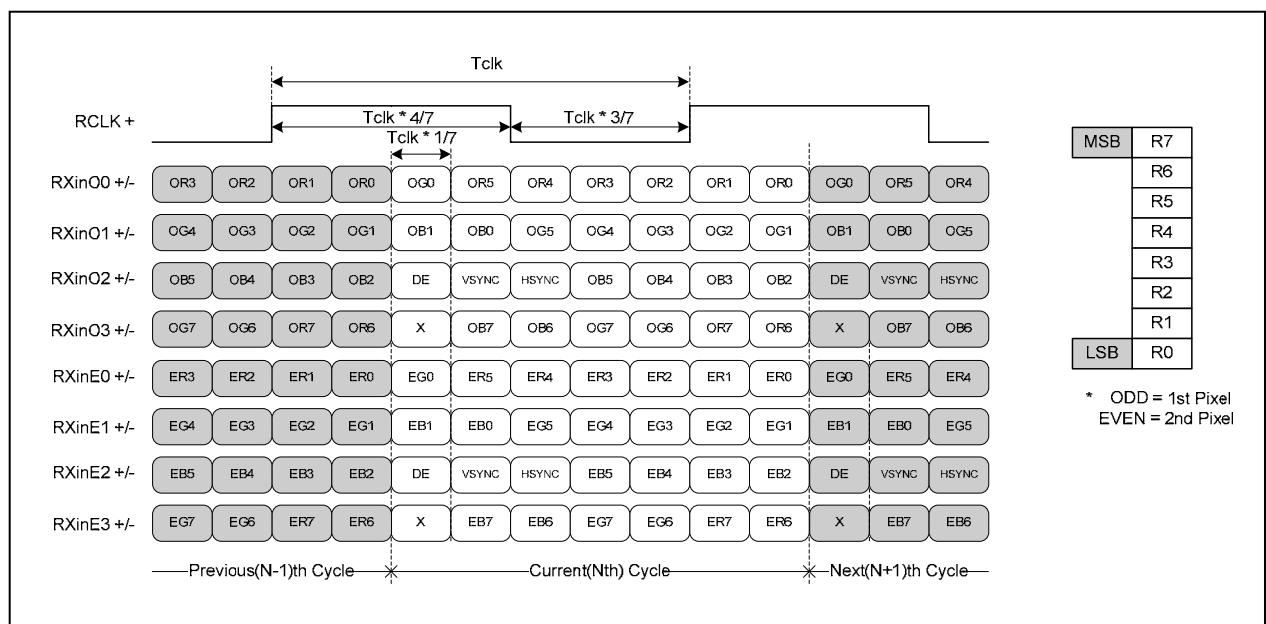 Tclk
RCLK +
Tclk * 4/7
Tclk * 3/7
Tclk * 1/7
RXinO0 +/- OR3 OR2 OR1 OR0 OG0 OR5 OR4 OR3 OR2 OR1 OR0 OG0 OR5 OR4
RXinO1 +/- OG4 OG3 OG2 OG1 OB1 OB0 OG5 OG4 OG3 OG2 OG1 OB1 OB0 OG5
RXinO2 +/- OB5 OB4 OB3 OB2 DE VSYNC HSYNC OB5 OB4 OB3 OB2 DE VSYNC HSYNC
RXinO3 +/- OG7 OG6 OR7 OR6 X OB7 OB6 OG7 OG6 OR7 OR6 X OB7 OB6
RXinE0 +/- ER3 ER2 ER1 ER0 EG0 ER5 ER4 ER3 ER2 ER1 ER0 EG0 ER5 ER4
RXinE1 +/- EG4 EG3 EG2 EG1 EB1 EB0 EG5 EG4 EG3 EG2 EG1 EB1 EB0 EG5
RXinE2 +/- EB5 EB4 EB3 EB2 DE VSYNC HSYNC EB5 EB4 EB3 EB2 DE VSYNC HSYNC
RXinE3 +/- EG7 EG6 ER7 ER6 X EB7 EB6 EG7 EG6 ER7 ER6 X EB7 EB6
Previous(N-1)th Cycle Current(Nth) Cycle Next(N+1)th Cycle
MSB R7
R6
R5
R4
R3
R2
R1
LSB R0
* ODD = 1st Pixel
EVEN = 2nd Pixel